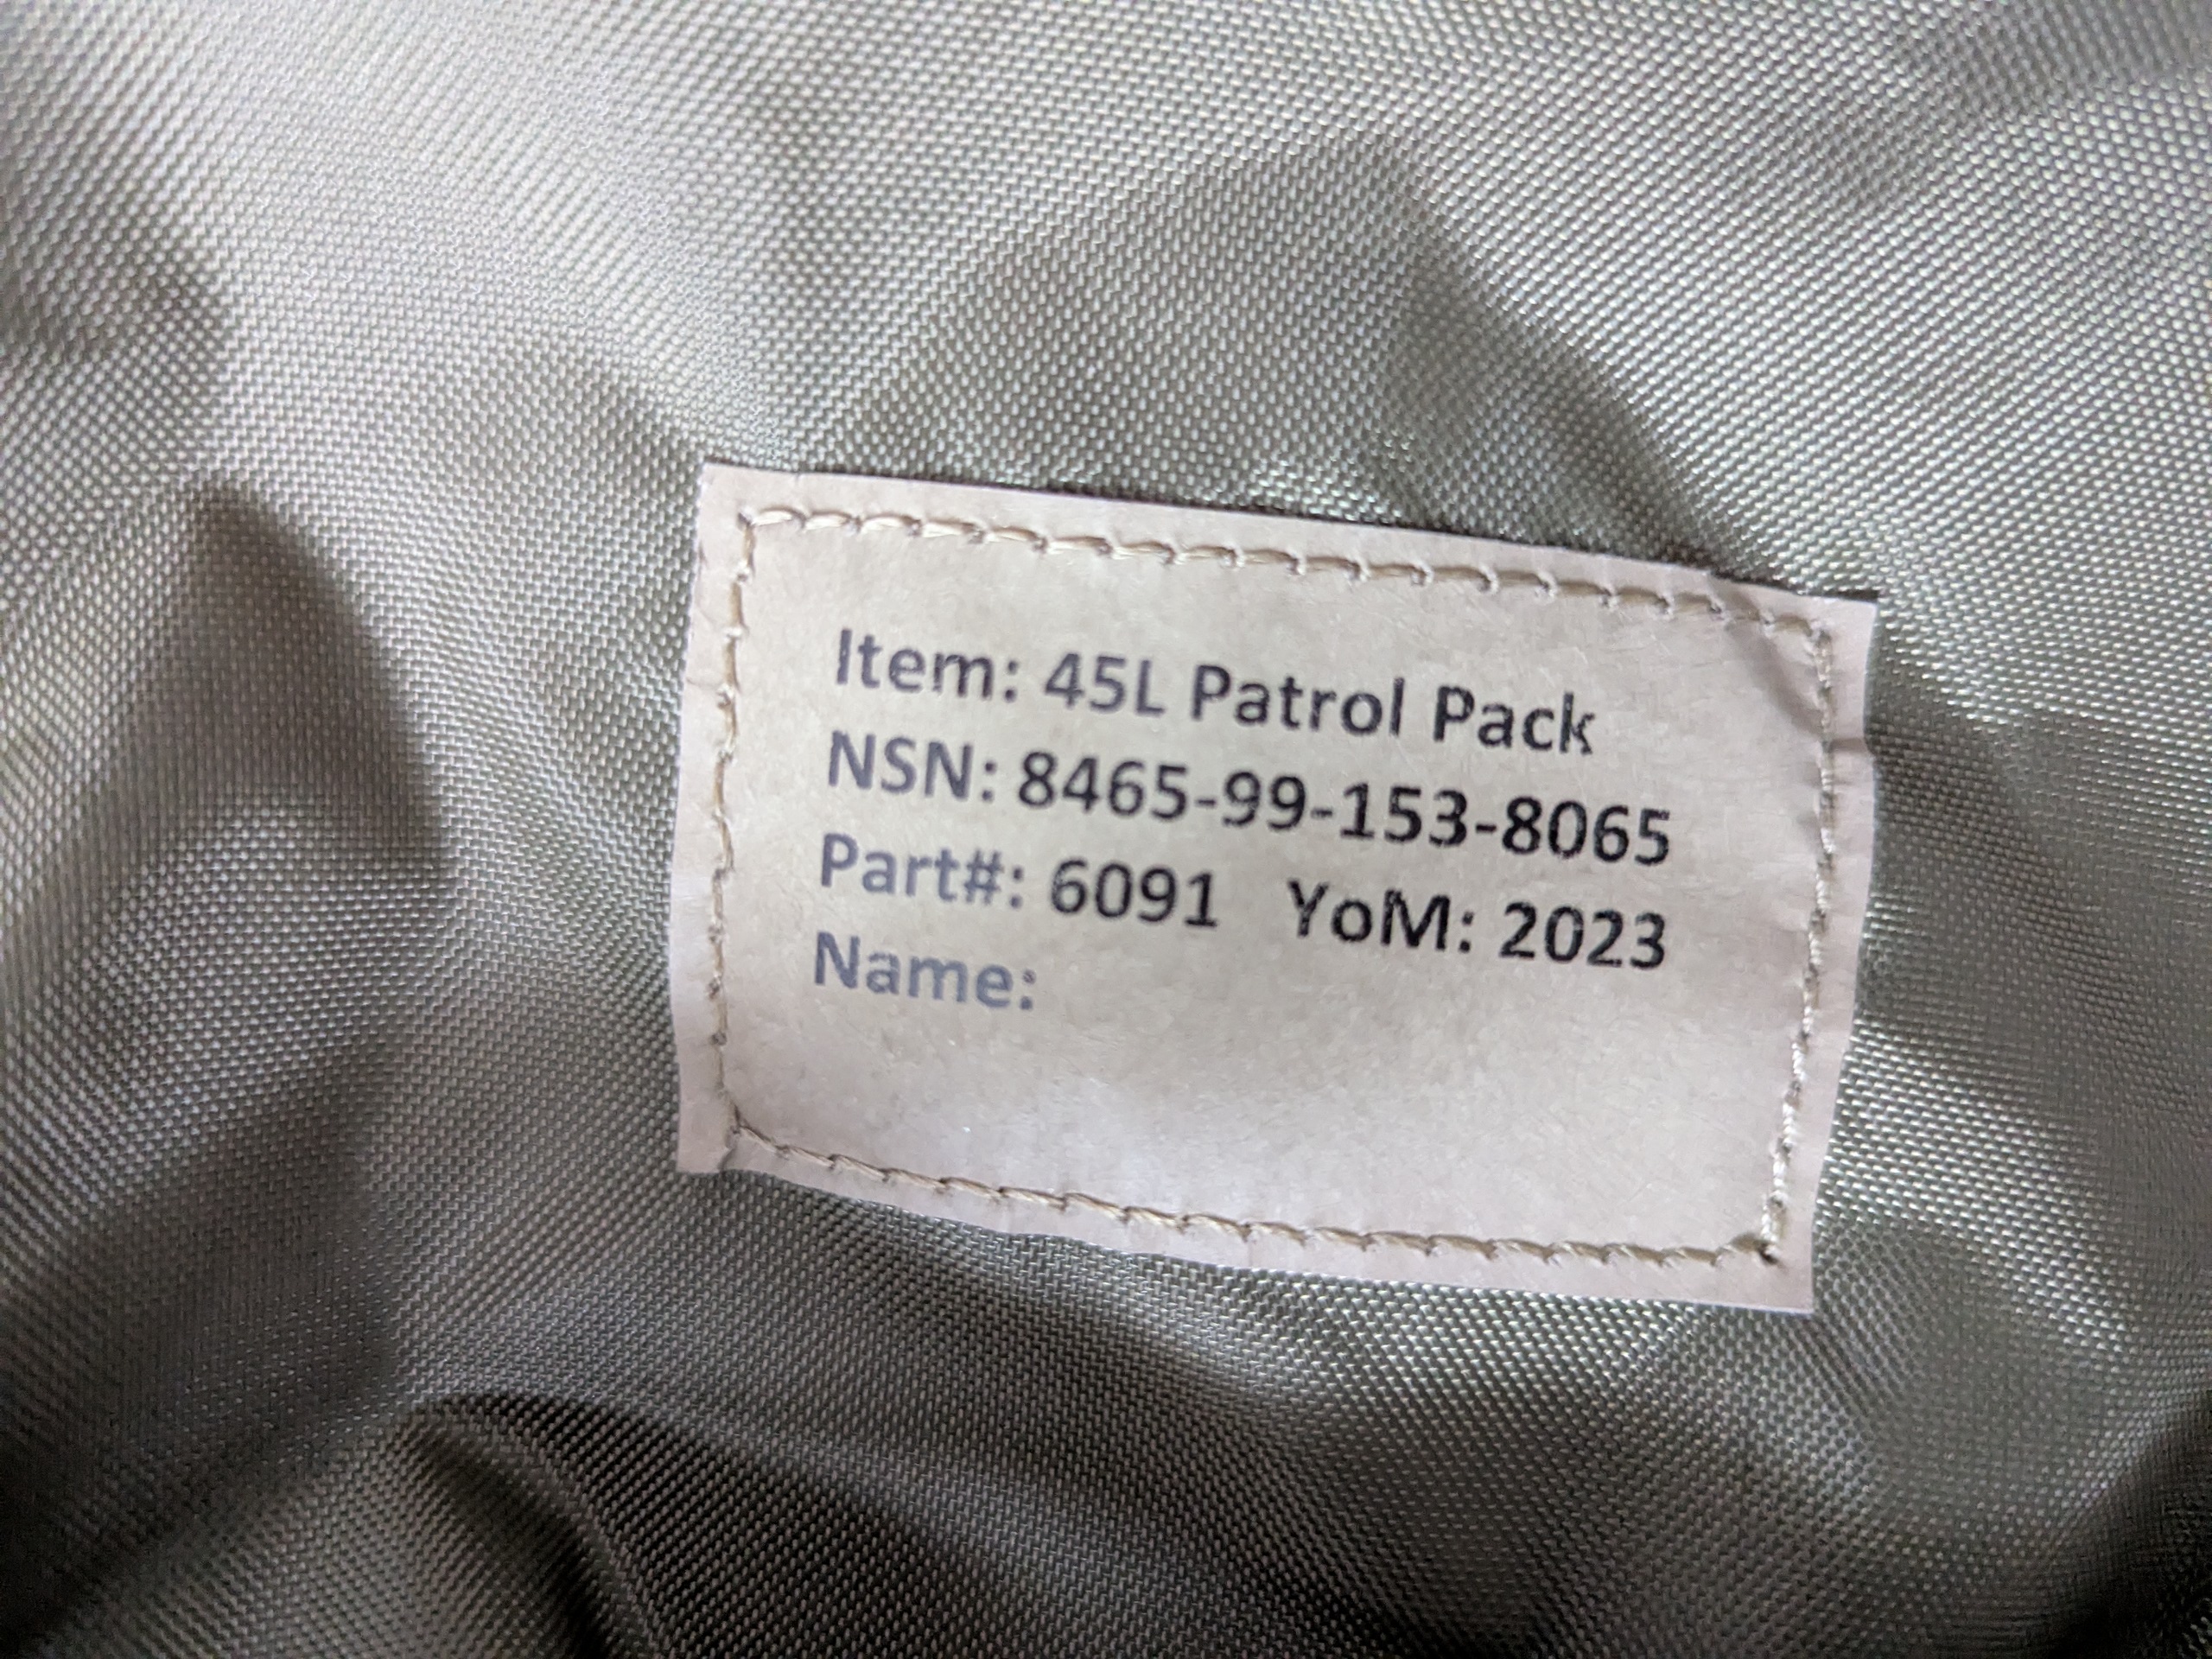 Item: 45L Patrol Pack
NSN: 8465-99-153-8065
Part#: 6091 YoM: 2023
Name: